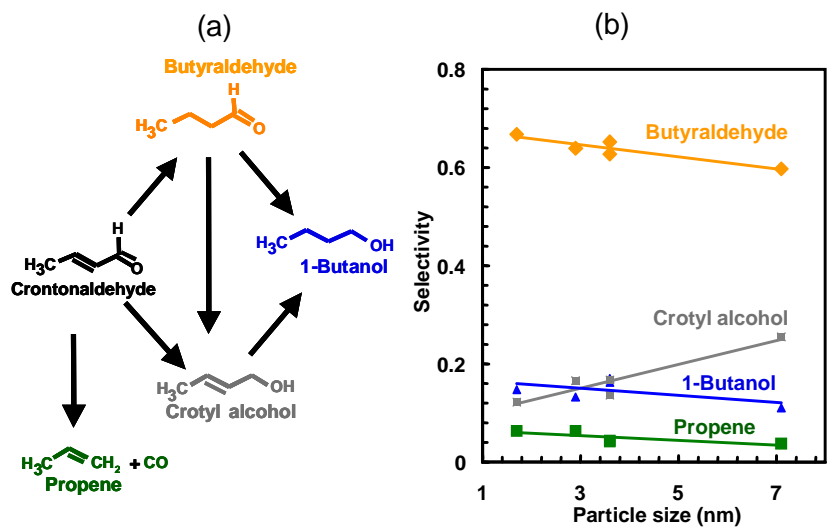 (a)
Butyraldehyde
H
H₃C
O
H
H₃C
O
Crontonaldehyde
H₃C
OH
1-Butanol
H₃C
OH
Crotyl alcohol
H₃C
CH₂ + CO
Propene
(b)
Selectivity
0.8
0.6
0.4
0.2
0
Butyraldehyde
Crotyl alcohol
1-Butanol
Propene
1 3 5 7
Particle size (nm)